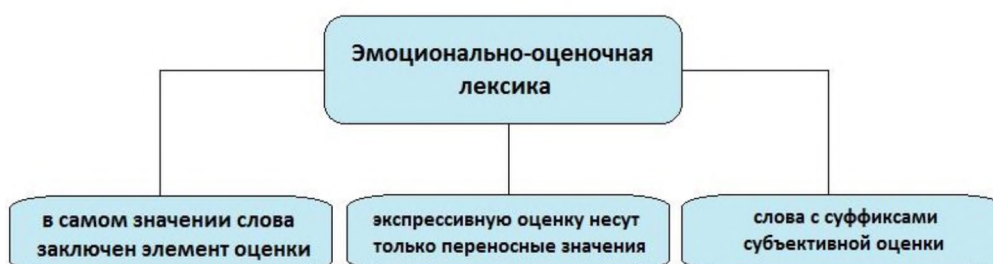 Эмоционально-оценочная
лексика
в самом значении слова
заключен элемент оценки
экспрессивную оценку несут
только переносные значения
слова с суффиксами
субъективной оценки